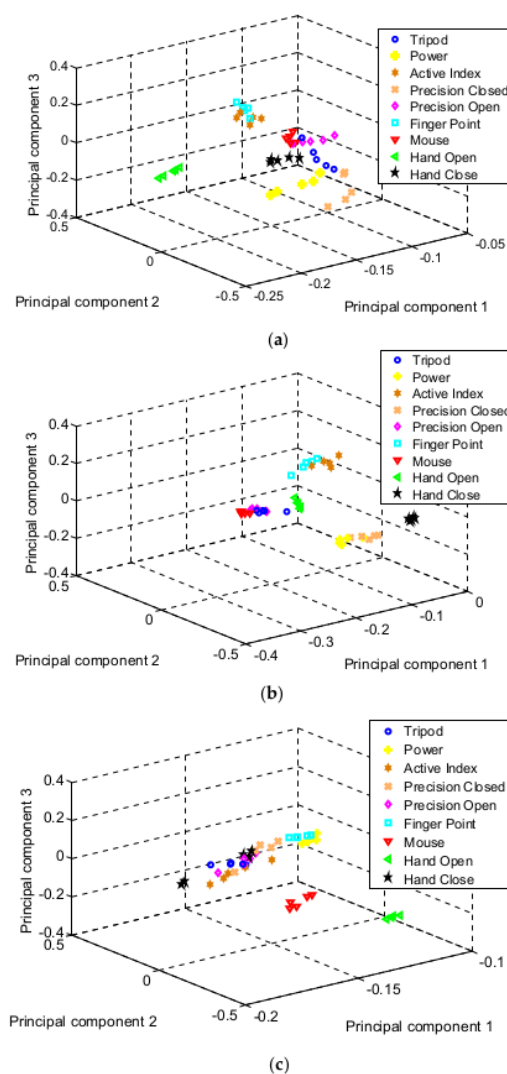 (a)
0.4
0.2
0
-0.2
-0.4
Principal component 3
0.5
0
-0.5
Principal component 2
-0.25
-0.2
-0.15
-0.1
-0.05
Principal component 1
Tripod
Power
Active Index
Precision Closed
Precision Open
Finger Point
Mouse
Hand Open
Hand Close
(a)
0.4
0.2
0
-0.2
-0.4
Principal component 3
0.5
0
-0.5
Principal component 2
-0.4
-0.3
-0.2
-0.1
0
Principal component 1
Tripod
Power
Active Index
Precision Closed
Precision Open
Finger Point
Mouse
Hand Open
Hand Close
(b)
0.4
0.2
0
-0.2
-0.4
Principal component 3
0.5
0
-0.5
Principal component 2
-0.2
-0.15
-0.1
Principal component 1
Tripod
Power
Active Index
Precision Closed
Precision Open
Finger Point
Mouse
Hand Open
Hand Close
(c)